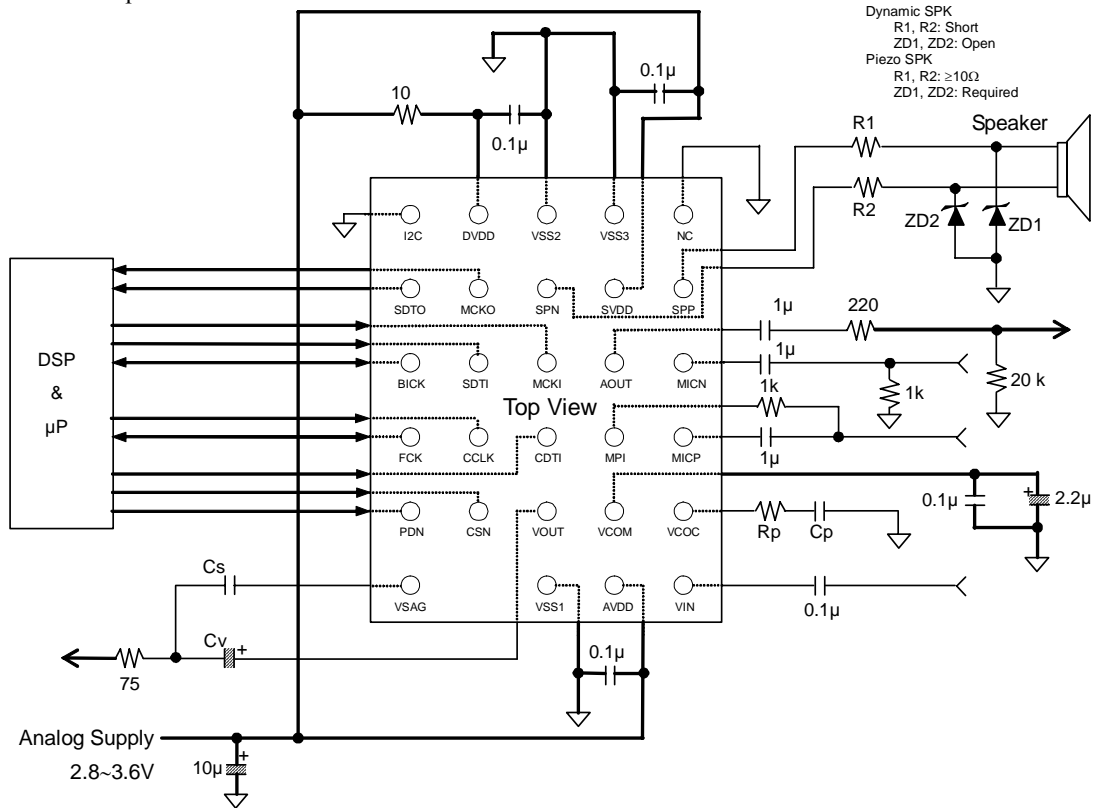 Dynamic SPK
R1, R2: Short
ZD1, ZD2: Open
Piezo SPK
R1, R2: ≥10Ω
ZD1, ZD2: Required
0.1µ
10
0.1µ
R1
Speaker
R2
ZD2
ZD1
I2C
DVDD
VSS2
VSS3
NC
SDTO
MCKO
SPN
SVDD
SPP
1µ
220
DSP
&
µP
BICK
SDTI
MCKI
AOUT
MICN
1µ
1k
20 k
Top View
1k
FCK
CCLK
CDTI
MPI
MICP
1µ
0.1µ
+
2.2µ
PDN
CSN
VOUT
VCOM
VCOC
Rp
Cp
Cs
VSAG
VSS1
AVDD
VIN
0.1µ
Cv
+
75
0.1µ
Analog Supply
2.8~3.6V
10µ
+